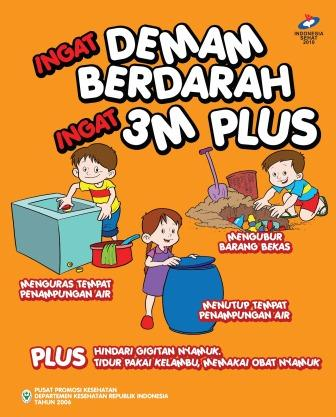 INGAT DEMAM
BERDARAH
INGAT 3M PLUS
INDONESIA
SEHAT
2010
MENGUBUR
BARANG BEKAS
MENGURAS TEMPAT
PENAMPUNGAN AIR
MENUTUP TEMPAT
PENAMPUNGAN AIR
PLUS HINDARI GIGITAN NYAMUK.
TIDUR PAKAI KELAMBU, MEMAKAI OBAT NYAMUK
PUSAT PROMOSI KESEHATAN
DEPARTEMEN KESEHATAN REPUBLIK INDONESIA
TAHUN 2006